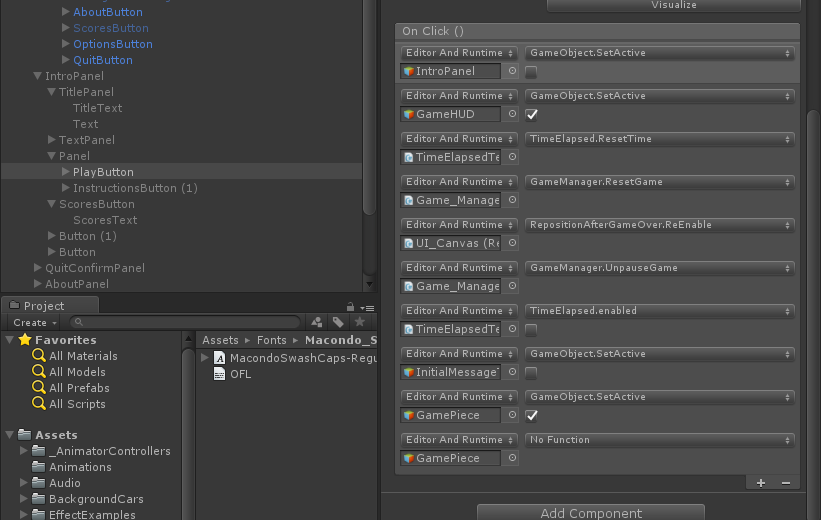 AboutButton
ScoresButton
OptionsButton
QuitButton
IntroPanel
TitlePanel
TitleText
Text
TextPanel
Panel
PlayButton
InstructionsButton (1)
ScoresButton
ScoresText
Button (1)
Button
QuitConfirmPanel
AboutPanel
Project
Create
Favorites
All Materials
All Models
All Prefabs
All Scripts
Assets
_AnimatorControllers
Animations
Audio
BackgroundCars
EffectExamples
Assets Fonts Macondo_S
MacondoSwashCaps-Regu
OFL
Visualize
On Click ()
Editor And Runtime GameObject.SetActive
IntroPanel
Editor And Runtime GameObject.SetActive
GameHUD
Editor And Runtime TimeElapsed.ResetTime
TimeElapsedTe
Editor And Runtime GameManager.ResetGame
Game_Manage
Editor And Runtime RepositionAfterGameOver.ReEnable
UI_Canvas (Re
Editor And Runtime GameManager.UnpauseGame
Game_Manage
Editor And Runtime TimeElapsed.enabled
TimeElapsedTe
Editor And Runtime GameObject.SetActive
InitialMessage
Editor And Runtime GameObject.SetActive
GamePiece
Editor And Runtime No Function
GamePiece
Add Component